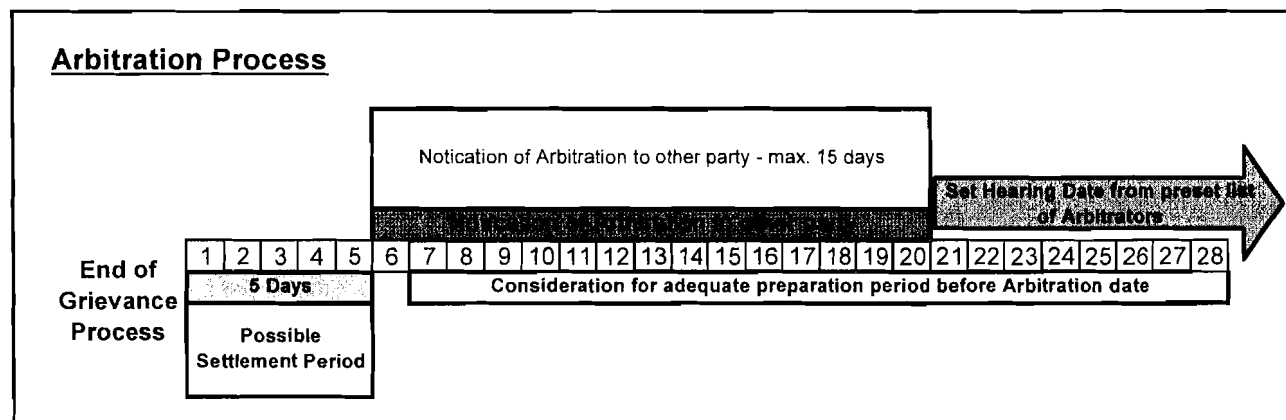 Arbitration Process
Notication of Arbitration to other party - max. 15 days
Set Hearing Date from preset list
of Arbitrators
1 2 3 4 5 6 7 8 9 10 11 12 13 14 15 16 17 18 19 20 21 22 23 24 25 26 27 28
End of
Grievance
Process
5 Days
Consideration for adequate preparation period before Arbitration date
Possible
Settlement Period